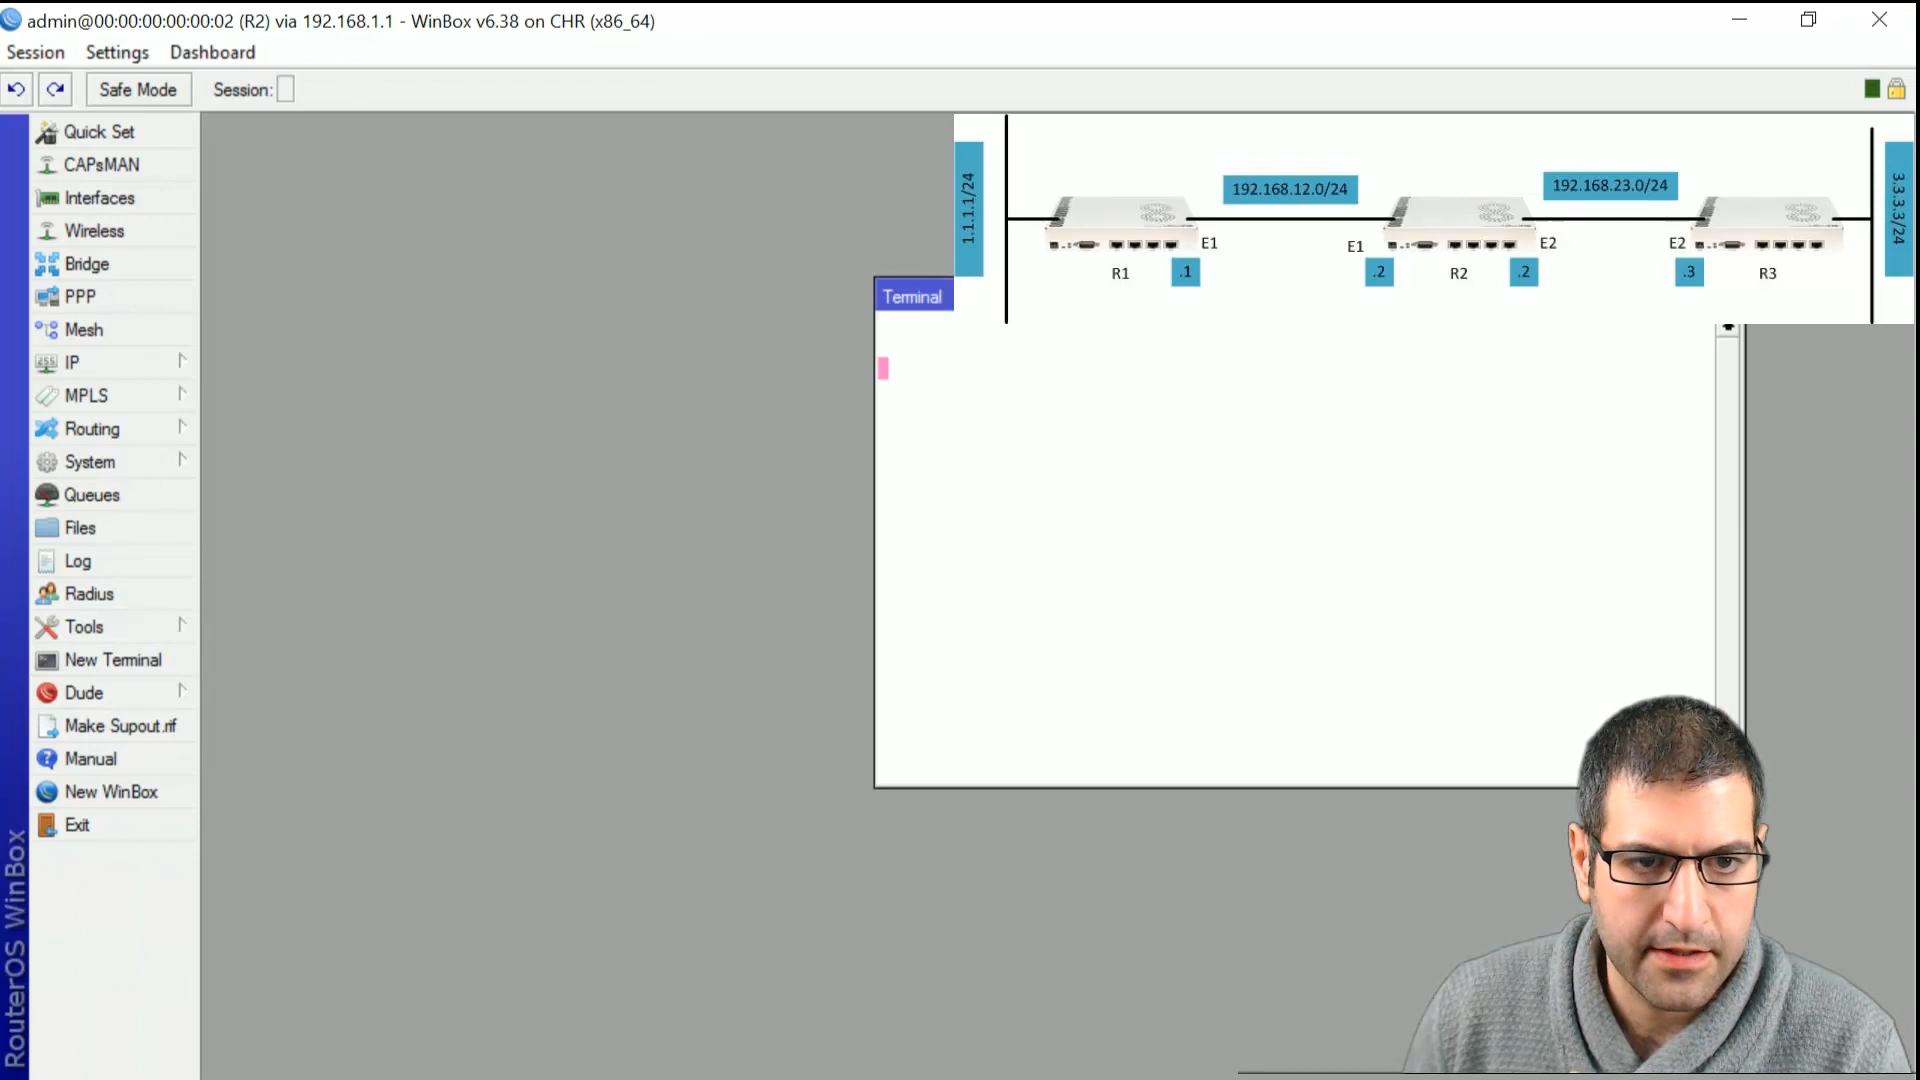 admin@00:00:00:00:00:02 (R2) via 192.168.1.1 - WinBox v6.38 on CHR (x86_64)
Session Settings Dashboard
Safe Mode Session:
Quick Set
CAPsMAN
Interfaces
Wireless
Bridge
PPP
Mesh
IP
MPLS
Routing
System
Queues
Files
Log
Radius
Tools
New Terminal
Dude
Make Supout.rif
Manual
New WinBox
Exit
RouterOS WinBox
Terminal
1.1.1.1/24
192.168.12.0/24
192.168.23.0/24
3.3.3.3/24
E1
E1
E2
E2
R1
.1
.2
R2
.2
.3
R3